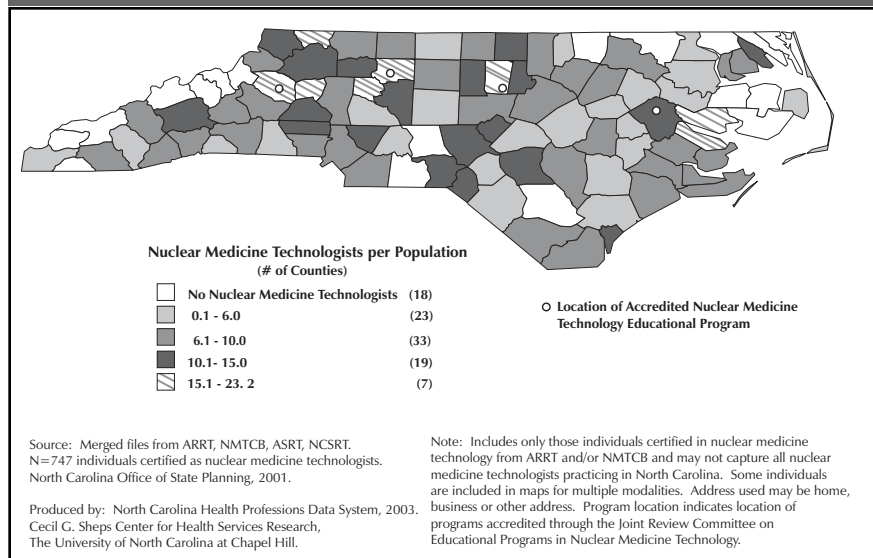 Nuclear Medicine Technologists per Population
(# of Counties)
No Nuclear Medicine Technologists (18)
0.1 - 6.0 (23)
6.1 - 10.0 (33)
10.1- 15.0 (19)
15.1 - 23. 2 (7)
Location of Accredited Nuclear Medicine
Technology Educational Program
Source: Merged files from ARRT, NMTCB, ASRT, NCSRT.
N=747 individuals certified as nuclear medicine technologists.
North Carolina Office of State Planning, 2001.
Produced by: North Carolina Health Professions Data System, 2003.
Cecil G. Sheps Center for Health Services Research,
The University of North Carolina at Chapel Hill.
Note: Includes only those individuals certified in nuclear medicine
technology from ARRT and/or NMTCB and may not capture all nuclear
medicine technologists practicing in North Carolina. Some individuals
are included in maps for multiple modalities. Address used may be home,
business or other address. Program location indicates location of
programs accredited through the Joint Review Committee on
Educational Programs in Nuclear Medicine Technology.